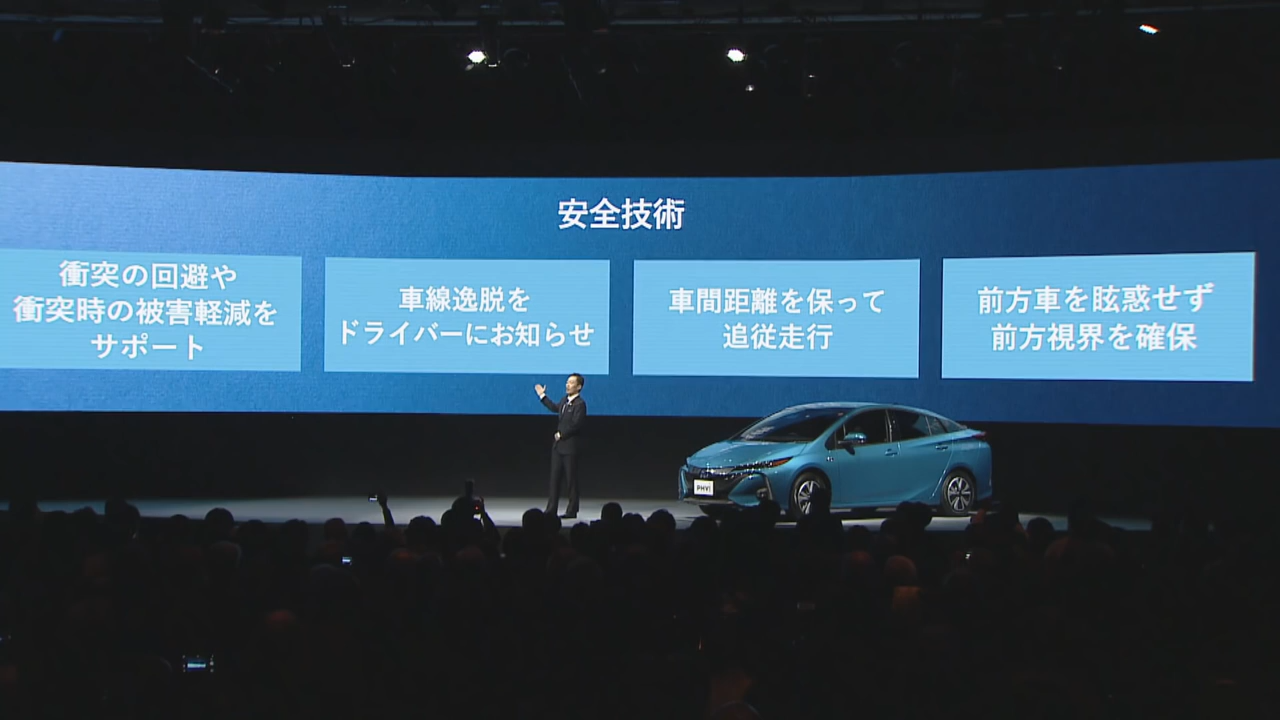 安全技術
衝突の回避や
衝突時の被害軽減を
サポート
車線逸脱を
ドライバーにお知らせ
車間距離を保って
追従走行
前方車を眩惑せず
前方視界を確保
PHV!